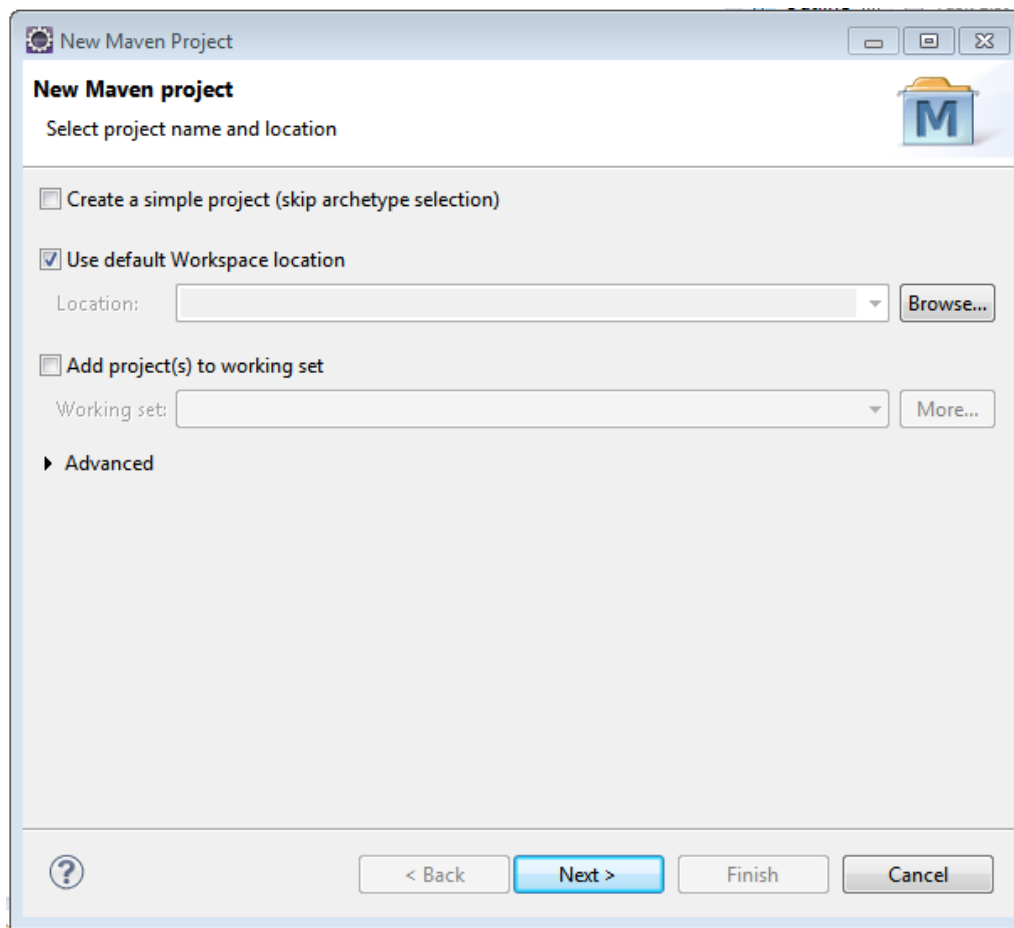 New Maven Project
New Maven project
Select project name and location
M
Create a simple project (skip archetype selection)
Use default Workspace location
Location:
Browse...
Add project(s) to working set
Working set:
More...
Advanced
?
< Back
Next >
Finish
Cancel